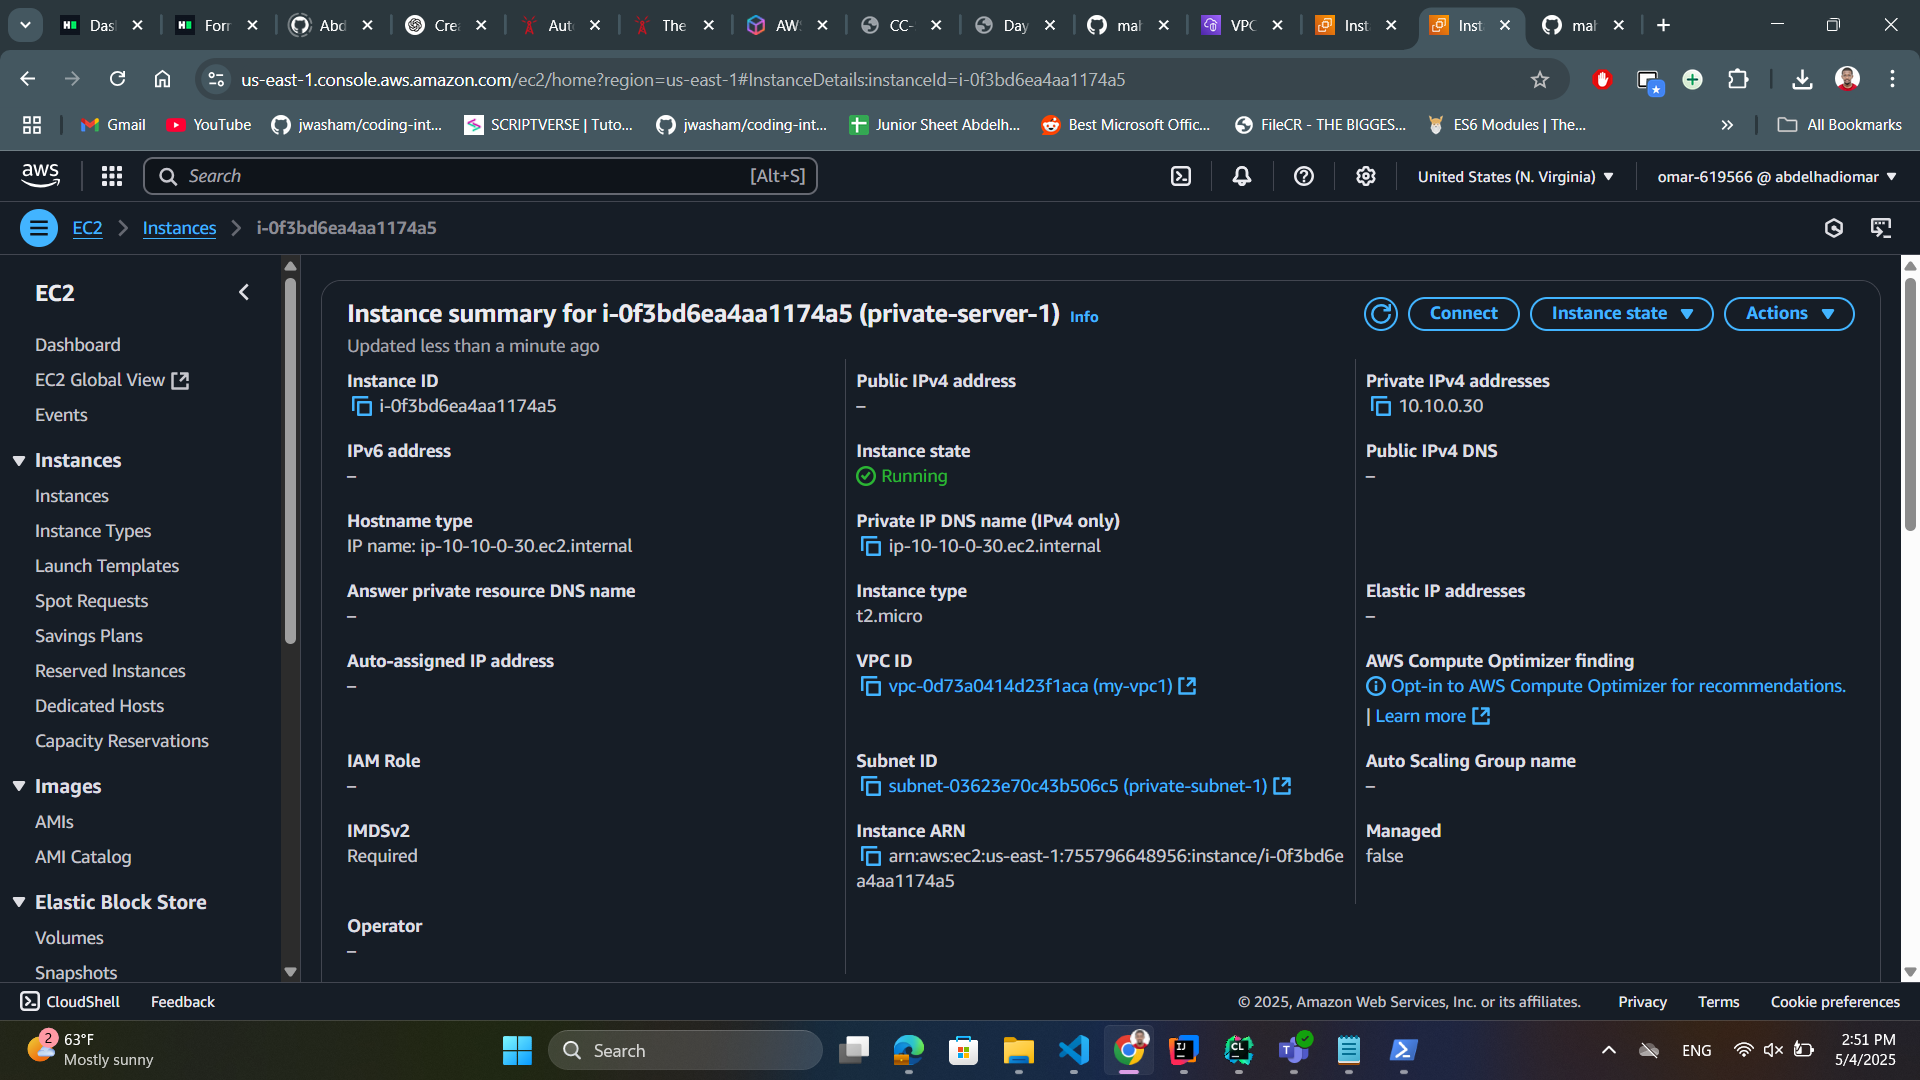 Das
Forr
Abd
Crea
Aut
The
AW
CC-
Day
mal
VPC
Inst
Inst
mal
us-east-1.console.aws.amazon.com/ec2/home?region=us-east-1#InstanceDetails:instanceId=i-0f3bd6ea4aa1174a5
Gmail
YouTube
jwasham/coding-int...
SCRIPTVERSE | Tuto...
jwasham/coding-int...
Junior Sheet Abdelh...
Best Microsoft Offic...
FileCR - THE BIGGES...
ES6 Modules | The...
All Bookmarks
aws
Search
[Alt+S]
United States (N. Virginia)
omar-619566 @ abdelhadiomar
EC2
Instances
i-0f3bd6ea4aa1174a5
EC2
Dashboard
EC2 Global View
Events
Instances
Instances
Instance Types
Launch Templates
Spot Requests
Savings Plans
Reserved Instances
Dedicated Hosts
Capacity Reservations
Images
AMIs
AMI Catalog
Elastic Block Store
Volumes
Snapshots
Instance summary for i-0f3bd6ea4aa1174a5 (private-server-1) Info
Updated less than a minute ago
Connect
Instance state
Actions
Instance ID
i-0f3bd6ea4aa1174a5
Public IPv4 address
–
Private IPv4 addresses
10.10.0.30
IPv6 address
–
Instance state
Running
Public IPv4 DNS
–
Hostname type
IP name: ip-10-10-0-30.ec2.internal
Private IP DNS name (IPv4 only)
ip-10-10-0-30.ec2.internal
Answer private resource DNS name
–
Instance type
t2.micro
Elastic IP addresses
–
Auto-assigned IP address
–
VPC ID
vpc-0d73a0414d23f1aca (my-vpc1)
AWS Compute Optimizer finding
Opt-in to AWS Compute Optimizer for recommendations.
| Learn more
IAM Role
–
Subnet ID
subnet-03623e70c43b506c5 (private-subnet-1)
Auto Scaling Group name
–
IMDSv2
Required
Instance ARN
arn:aws:ec2:us-east-1:755796648956:instance/i-0f3bd6e
a4aa1174a5
Managed
false
Operator
–
CloudShell
Feedback
© 2025, Amazon Web Services, Inc. or its affiliates.
Privacy
Terms
Cookie preferences
2
63°F
Mostly sunny
Search
ENG
2:51 PM
5/4/2025